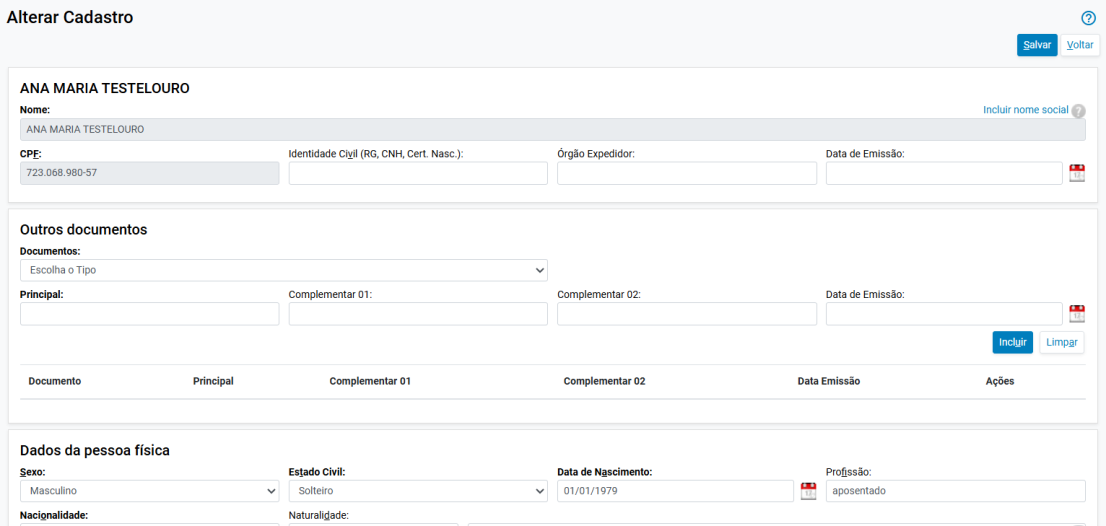 Alterar Cadastro
Salvar Voltar
ANA MARIA TESTELOURO
Nome: Incluir nome social ?
ANA MARIA TESTELOURO
CPF: Identidade Civil (RG, CNH, Cert. Nasc.): Órgão Expedidor: Data de Emissão:
723.068.980-57
Outros documentos
Documentos:
Escolha o Tipo
Principal: Complementar 01: Complementar 02: Data de Emissão:
Incluir Limpar
Documento Principal Complementar 01 Complementar 02 Data Emissão Ações
Dados da pessoa física
Sexo: Estado Civil: Data de Nascimento: Profissão:
Masculino Solteiro 01/01/1979 aposentado
Nacionalidade: Naturalidade: